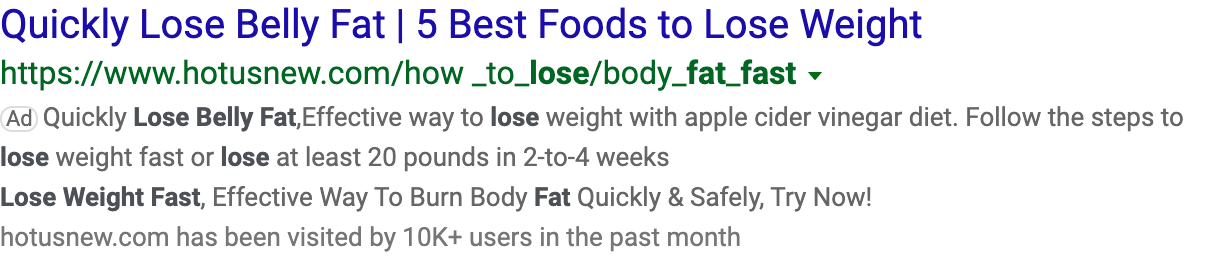 Quickly Lose Belly Fat | 5 Best Foods to Lose Weight
https://www.hotusnew.com/how _to_lose/body_fat_fast
Ad Quickly Lose Belly Fat,Effective way to lose weight with apple cider vinegar diet. Follow the steps to
lose weight fast or lose at least 20 pounds in 2-to-4 weeks
Lose Weight Fast, Effective Way To Burn Body Fat Quickly & Safely, Try Now!
hotusnew.com has been visited by 10K+ users in the past month